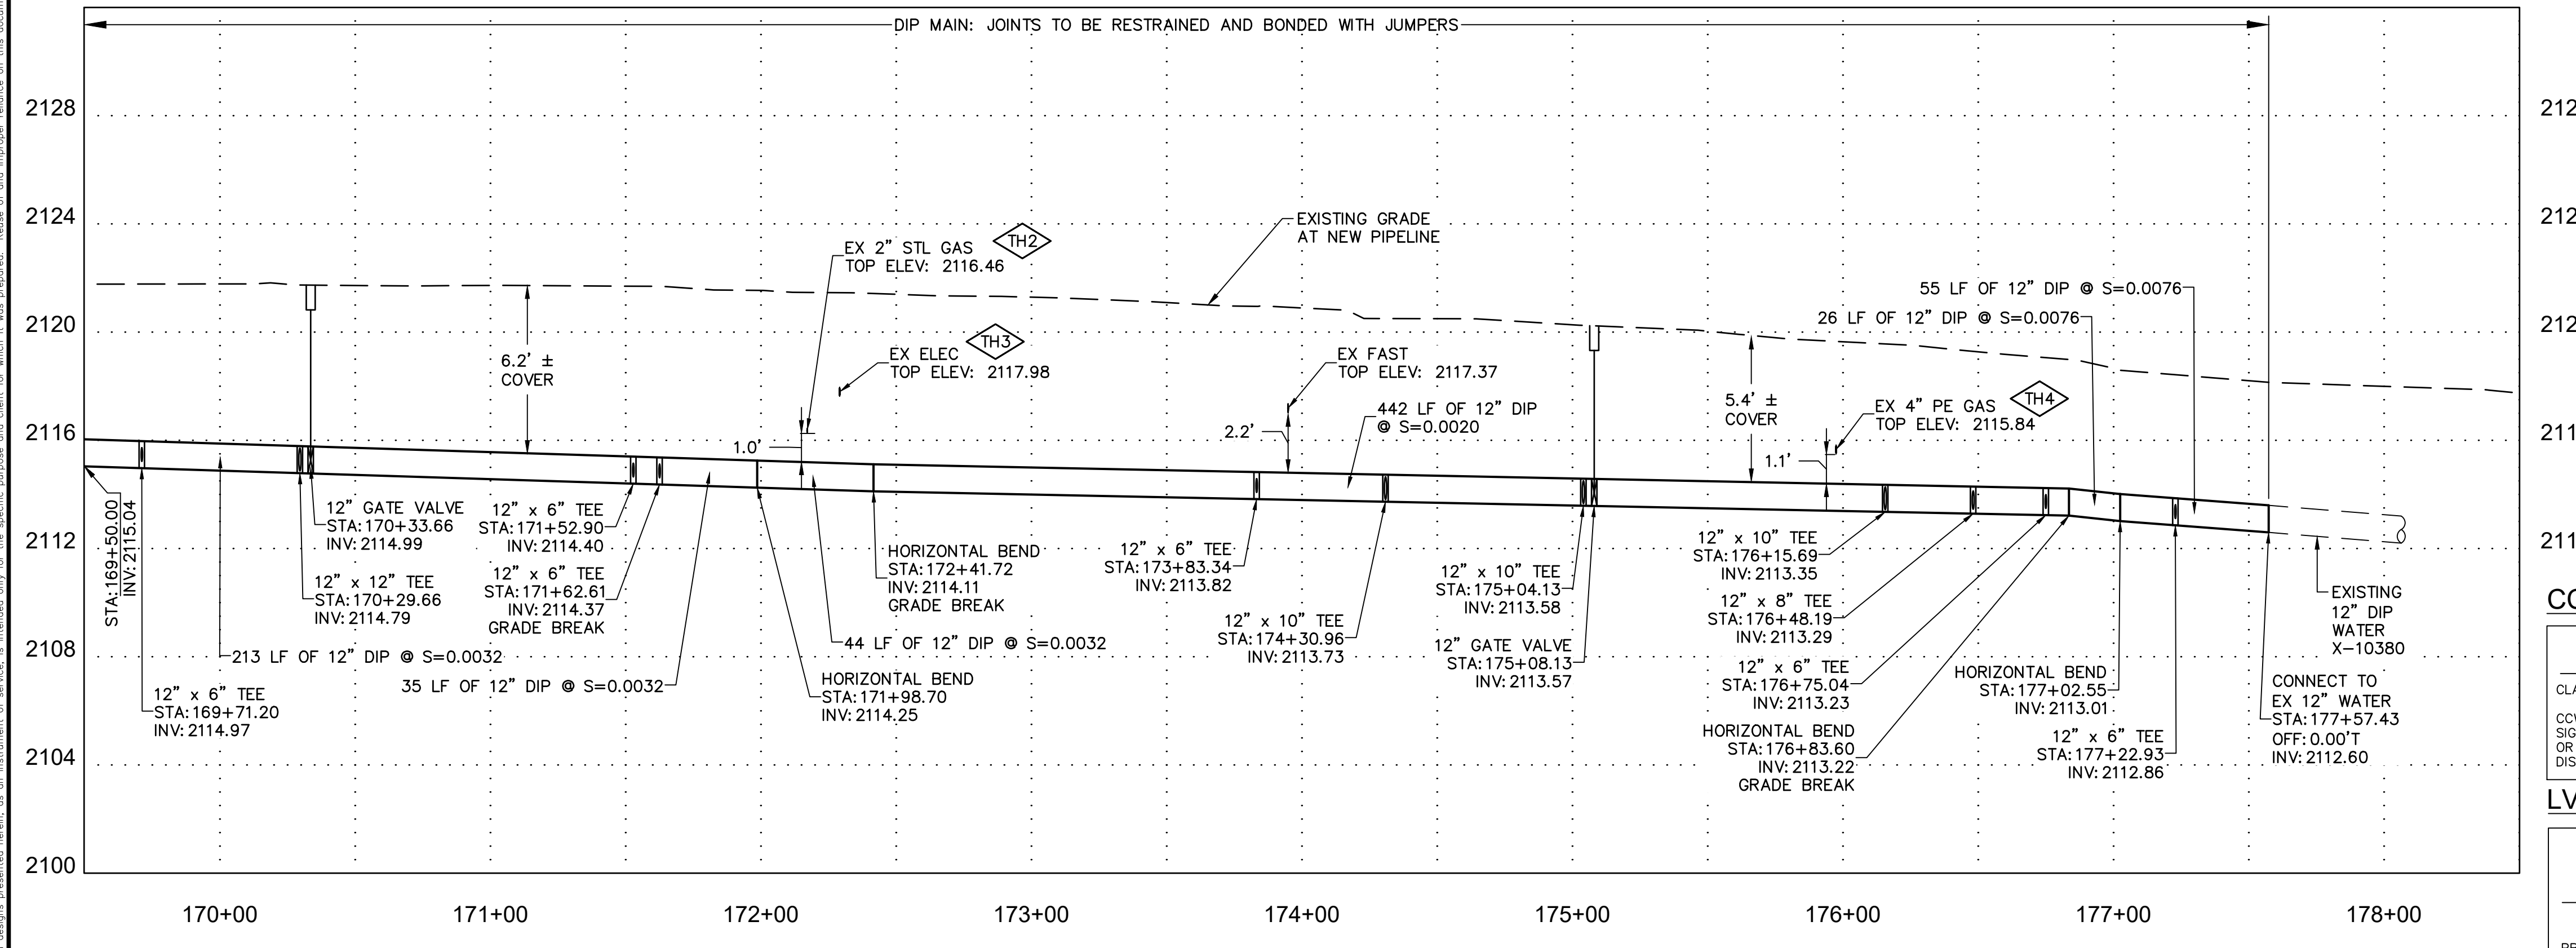 DIP MAIN: JOINTS TO BE RESTRAINED AND BONDED WITH JUMPERS
2128
2124
2120
2116
2112
2108
2104
2100
EX 2" STL GAS
TOP ELEV: 2116.46
TH2
EXISTING GRADE
AT NEW PIPELINE
EX ELEC
TOP ELEV: 2117.98
TH3
6.2' ±
COVER
1.0'
EX FAST
TOP ELEV: 2117.37
2.2'
442 LF OF 12" DIP
@ S=0.0020
55 LF OF 12" DIP @ S=0.0076
26 LF OF 12" DIP @ S=0.0076
5.4' ±
COVER
EX 4" PE GAS
TOP ELEV: 2115.84
TH4
1.1'
STA: 169+50.00
INV: 2115.04
12" x 6" TEE
STA: 169+71.20
INV: 2114.97
213 LF OF 12" DIP @ S=0.0032
12" GATE VALVE
STA: 170+33.66
INV: 2114.99
12" x 12" TEE
STA: 170+29.66
INV: 2114.79
12" x 6" TEE
STA: 171+52.90
INV: 2114.40
12" x 6" TEE
STA: 171+62.61
INV: 2114.37
GRADE BREAK
35 LF OF 12" DIP @ S=0.0032
HORIZONTAL BEND
STA: 172+41.72
INV: 2114.11
GRADE BREAK
44 LF OF 12" DIP @ S=0.0032
HORIZONTAL BEND
STA: 171+98.70
INV: 2114.25
12" x 6" TEE
STA: 173+83.34
INV: 2113.82
12" x 10" TEE
STA: 174+30.96
INV: 2113.73
12" x 10" TEE
STA: 175+04.13
INV: 2113.58
12" GATE VALVE
STA: 175+08.13
INV: 2113.57
12" x 10" TEE
STA: 176+15.69
INV: 2113.35
12" x 8" TEE
STA: 176+48.19
INV: 2113.29
12" x 6" TEE
STA: 176+75.04
INV: 2113.23
HORIZONTAL BEND
STA: 176+83.60
INV: 2113.22
GRADE BREAK
HORIZONTAL BEND
STA: 177+02.55
INV: 2113.01
12" x 6" TEE
STA: 177+22.93
INV: 2112.86
EXISTING
12" DIP
WATER
X-10380
CONNECT TO
EX 12" WATER
STA: 177+57.43
OFF: 0.00'T
INV: 2112.60
170+00
171+00
172+00
173+00
174+00
175+00
176+00
177+00
178+00